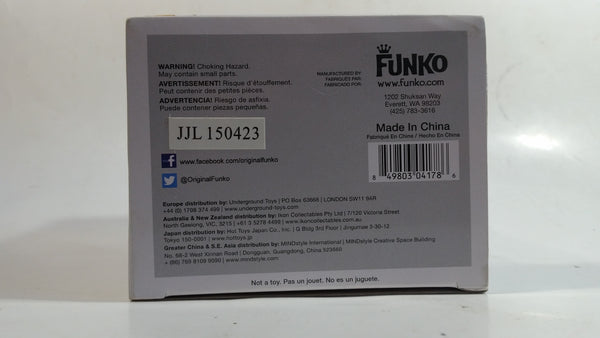 WARNING! Choking Hazard.
May contain small parts.
AVERTISSEMENT! Risque d'étouffement.
Peut contenir des petites pièces.
ADVERTENCIA! Riesgo de asfixia.
Puede contener piezas pequeñas.
JJL 150423
www.facebook.com/originalfunko
@OriginalFunko
MANUFACTURED BY
FABRIQUÉS PAR
FABRICADO POR:
FUNKO
www.funko.com
1202 Shuksan Way
Everett, WA 98203
(425) 783-3616
Made In China
Fabriqué En Chine / Hecho En China
8 49803 04178 6
Europe distribution by: Underground Toys | PO Box 63668 | LONDON SW11 9AR
+44 (0) 1708 374 499 | www.underground-toys.com
Australia & New Zealand distribution by: Ikon Collectables Pty Ltd | 7/120 Victoria Street
North Geelong, VIC, 3215 | +61 3 5278 4499 | www.ikoncollectables.com
Japan distribution by: Hot Toys Japan Co., Inc. | G Bldg 3rd Floor | Jingumae 3-30-12
Tokyo 150-0001 | www.hottoys.jp
Greater China & S.E. Asia distribution by: MINDstyle International | MINDstyle Creative Space Building
No. 68-2 West Xinnan Road | Dongguan, Guangdong, China, 523660
+ (86) 769 8109 9090 | www.mindstyle.com
Not a toy. Pas un jouet. No es un juguete.